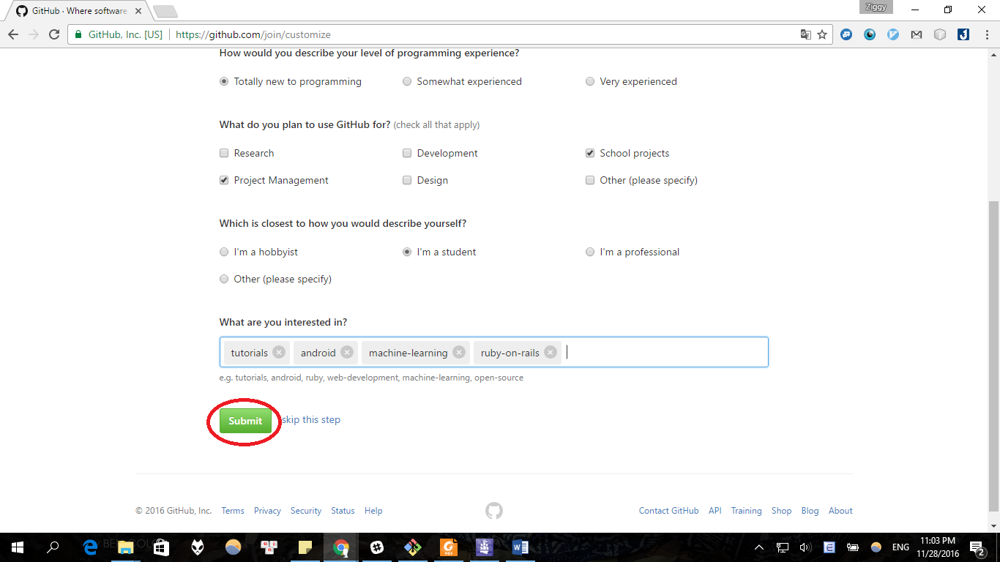 GitHub · Where software
Ziggy
GitHub, Inc. [US] https://github.com/join/customize
How would you describe your level of programming experience?
Totally new to programming Somewhat experienced Very experienced
What do you plan to use GitHub for? (check all that apply)
Research Development School projects
Project Management Design Other (please specify)
Which is closest to how you would describe yourself?
I'm a hobbyist I'm a student I'm a professional
Other (please specify)
What are you interested in?
tutorials android machine-learning ruby-on-rails
e.g. tutorials, android, ruby, web-development, machine-learning, open-source
Submit skip this step
© 2016 GitHub, Inc. Terms Privacy Security Status Help Contact GitHub API Training Shop Blog About
ENG 11:03 PM
11/28/2016 2